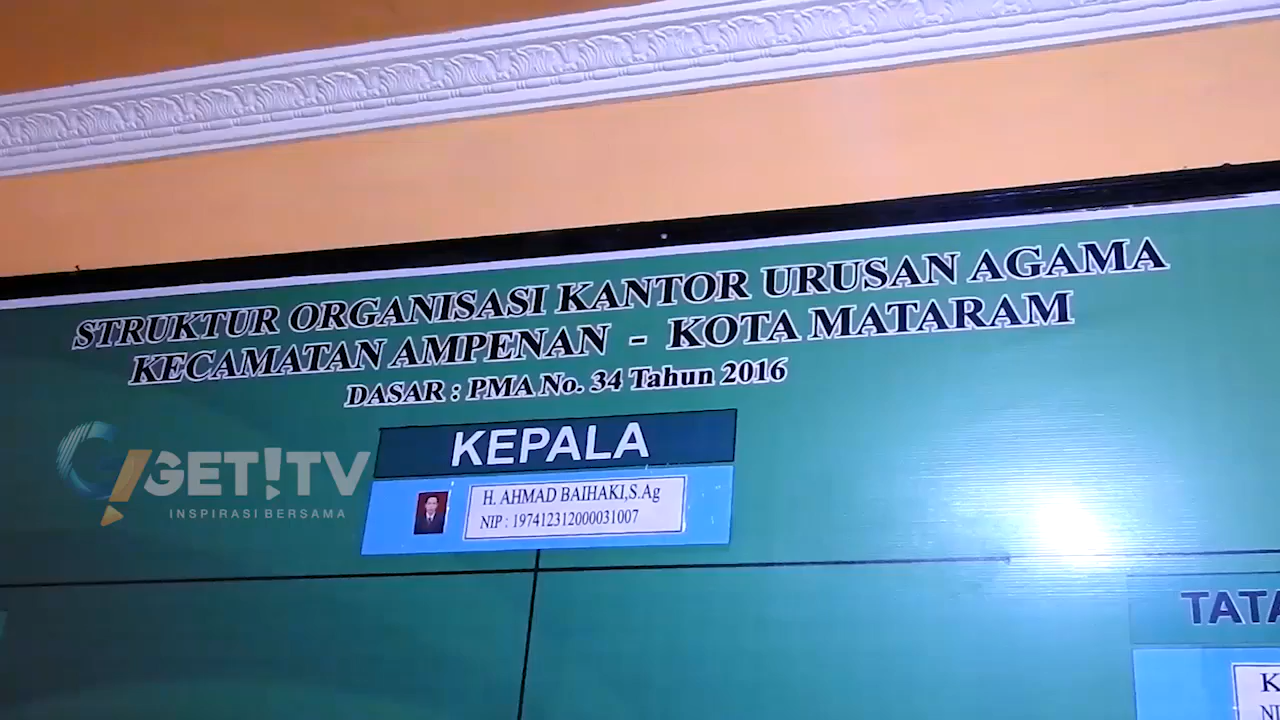 STRUKTUR ORGANISASI KANTOR URUSAN AGAMA
KECAMATAN AMPENAN - KOTA MATARAM
DASAR : PMA No. 34 Tahun 2016
KEPALA
H. AHMAD BAIHAKI,S.Ag
NIP : 197412312000031007
GET!TV
INSPIRASI BERSAMA